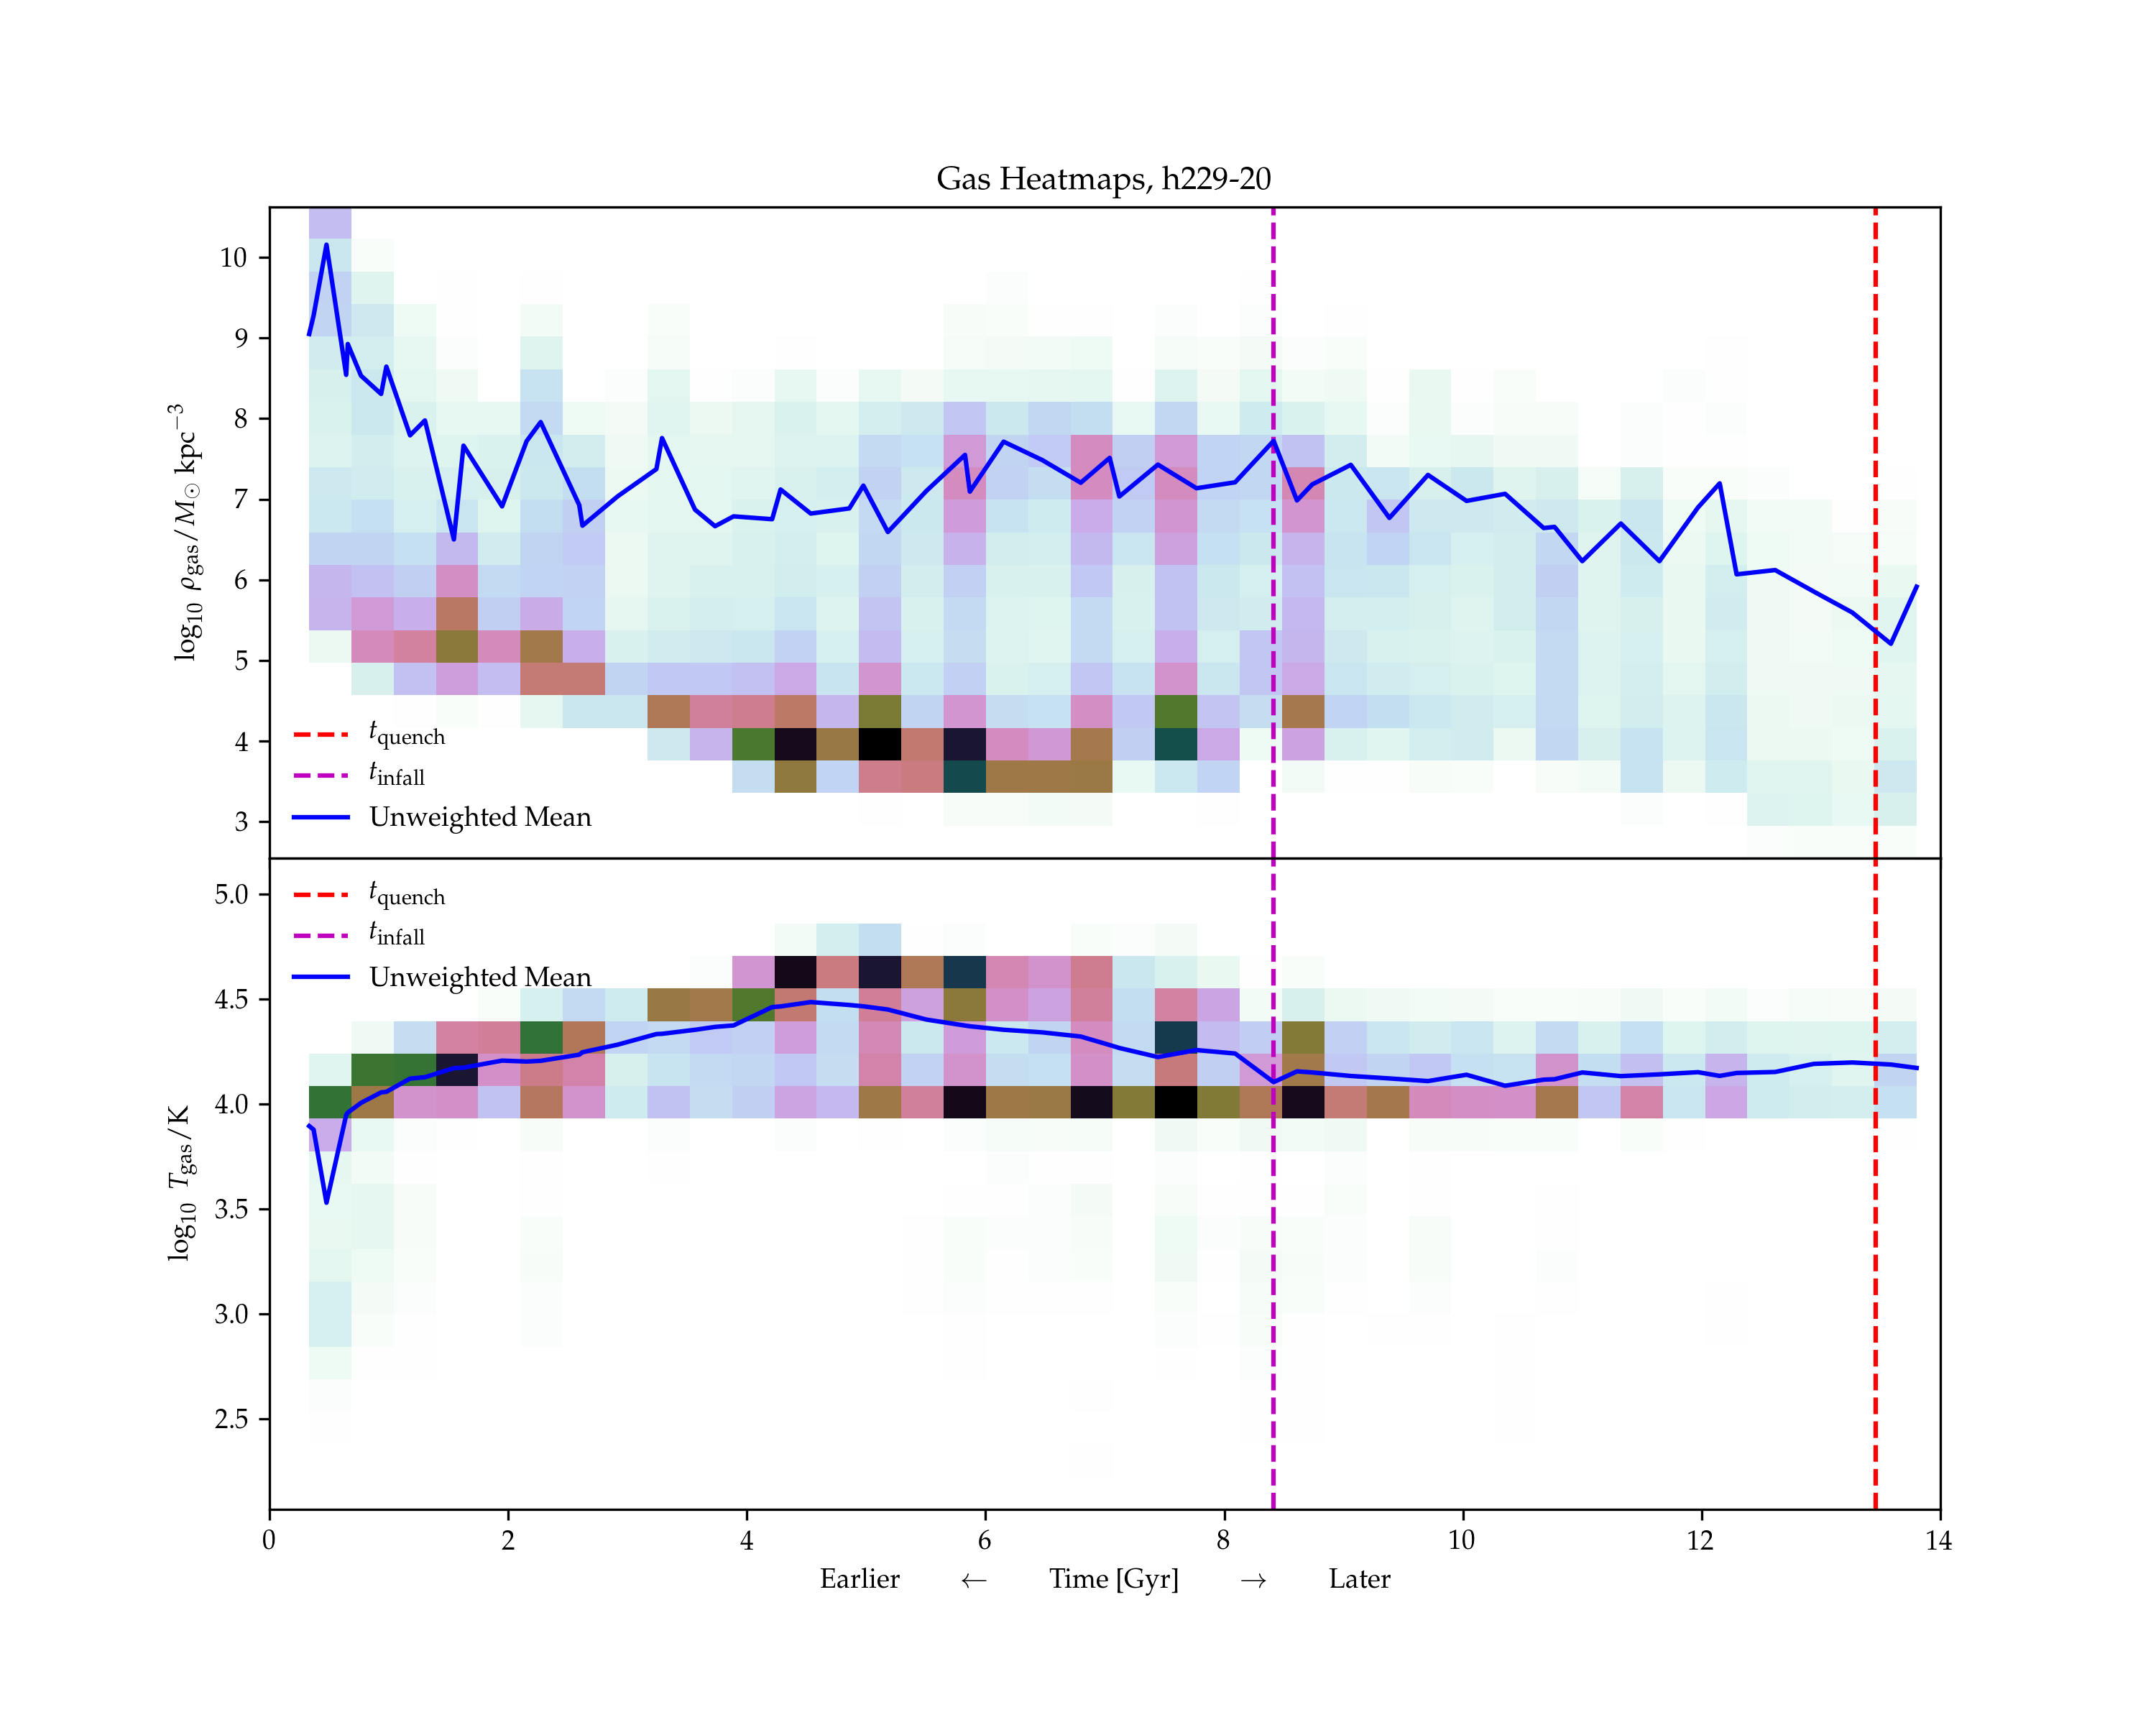 Gas Heatmaps, h229-20
10
9
8
7
6
5
4
3
log₁₀ ρgas/M⊙ kpc⁻³
tquench
tinfall
Unweighted Mean
5.0
4.5
4.0
3.5
3.0
2.5
log₁₀ Tgas/K
tquench
tinfall
Unweighted Mean
0 2 4 6 8 10 12 14
Earlier ← Time [Gyr] → Later